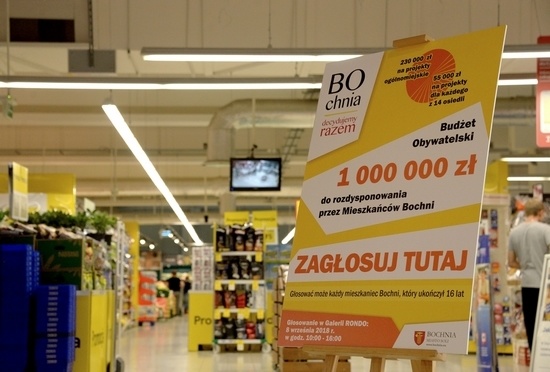 BO
chnia
decydujemy
razem
230 000 zł
na projekty
ogólnomiejskie
55 000 zł
na projekty
dla każdego
z 14 osiedli
Budżet
Obywatelski
1 000 000 zł
do rozdysponowania
przez Mieszkańców Bochni
ZAGŁOSUJ TUTAJ
Głosować może każdy mieszkaniec Bochni, który ukończył 16 lat
Głosowanie w Galerii RONDO:
8 września 2018 r.
w godz. 10:00 - 16:00
BOCHNIA